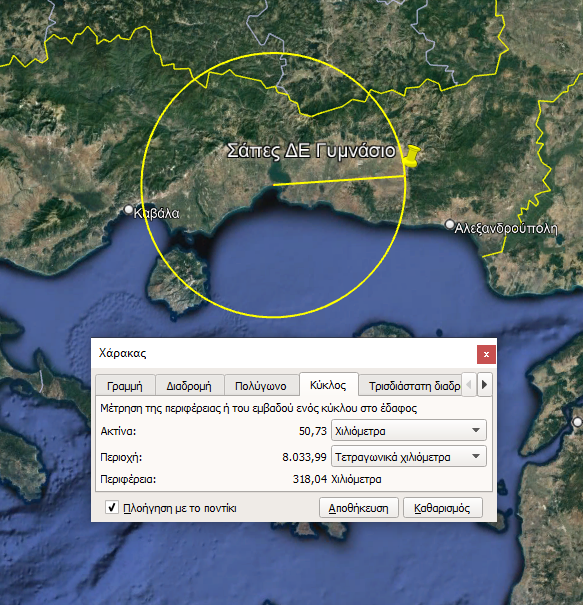 Σάπες ΔΕ Γυμνάσιο
Καβάλα
Αλεξανδρούπολη
Χάρακας
Γραμμή Διαδρομή Πολύγωνο Κύκλος Τρισδιάστατη διαδρ
Μέτρηση της περιφέρειας ή του εμβαδού ενός κύκλου στο έδαφος
Ακτίνα: 50,73 Χιλιόμετρα
Περιοχή: 8.033,99 Τετραγωνικά χιλιόμετρα
Περιφέρεια: 318,04 Χιλιόμετρα
Πλοήγηση με το ποντίκι Αποθήκευση Καθαρισμός